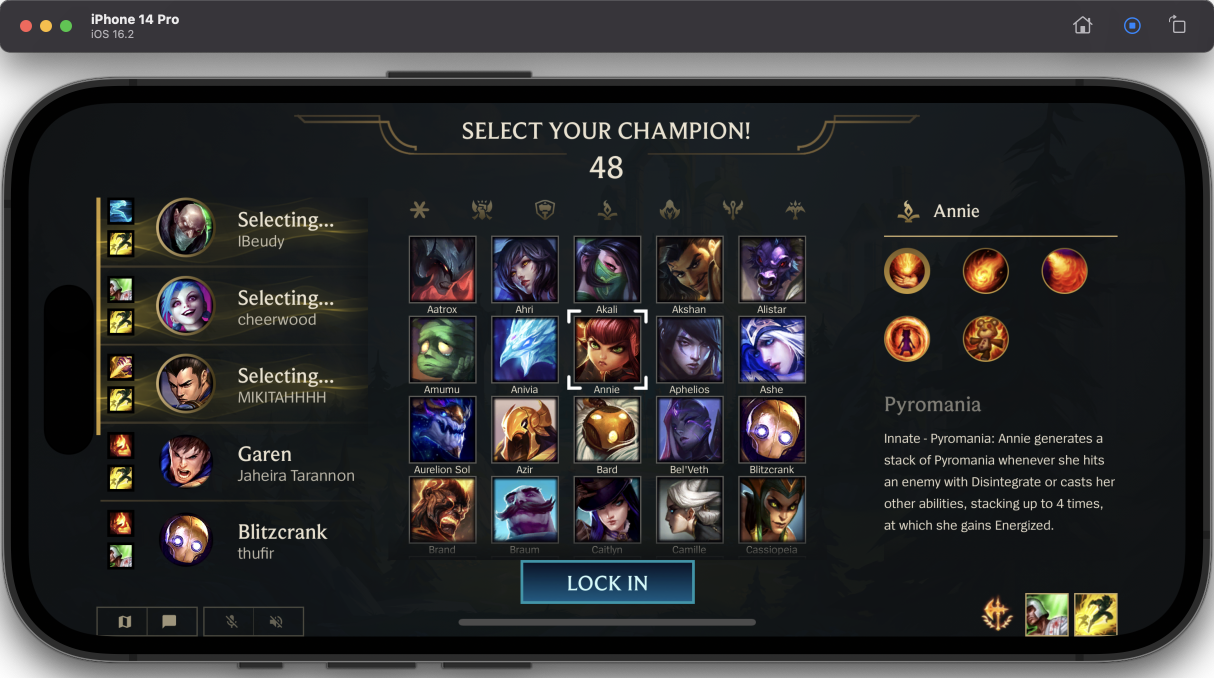 iPhone 14 Pro
iOS 16.2
SELECT YOUR CHAMPION!
48
Selecting...
IBeudy
Selecting...
cheerwood
Selecting...
MIKITAHHHH
Garen
Jaheira Tarannon
Blitzcrank
thufir
Aatrox
Ahri
Akali
Akshan
Alistar
Amumu
Anivia
Annie
Aphelios
Ashe
Aurelion Sol
Azir
Bard
Bel'Veth
Blitzcrank
Brand
Braum
Caitlyn
Camille
Cassiopeia
LOCK IN
Annie
Pyromania
Innate - Pyromania: Annie generates a
stack of Pyromania whenever she hits
an enemy with Disintegrate or casts her
other abilities, stacking up to 4 times,
at which she gains Energized.